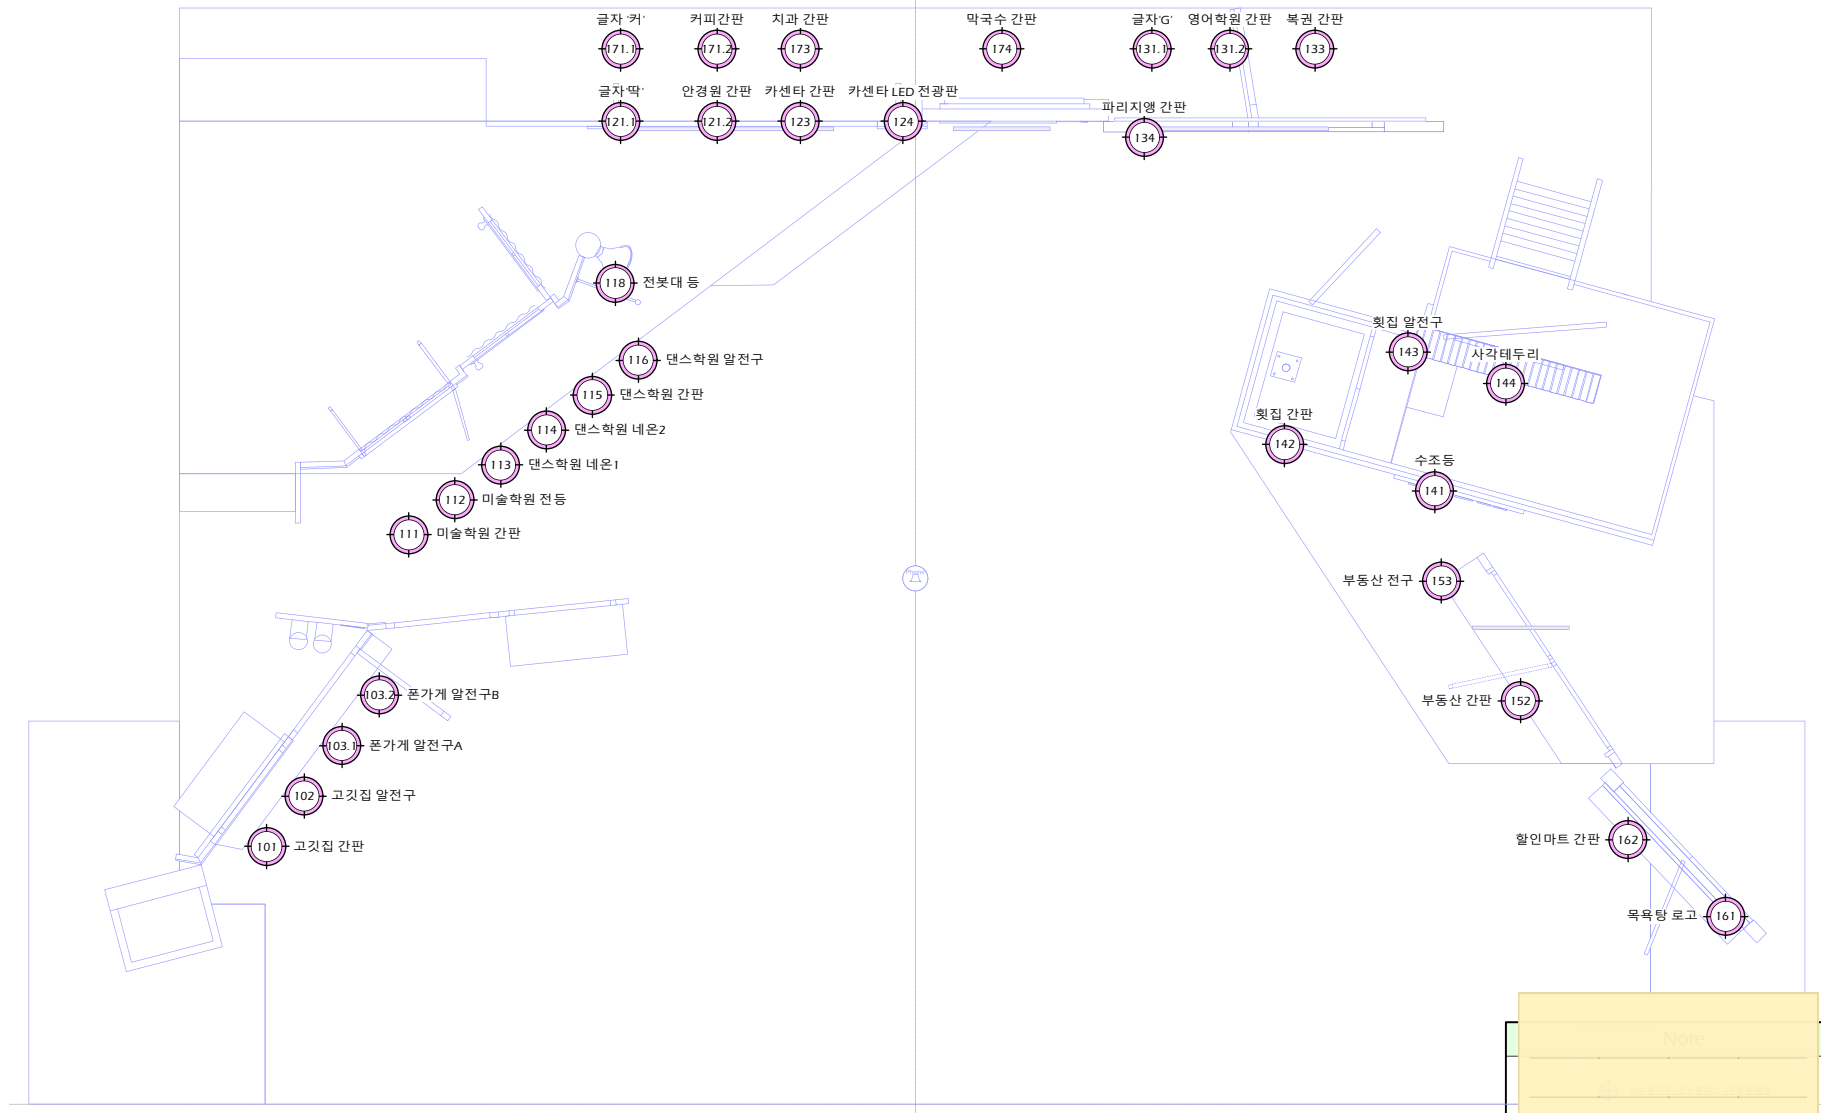 글자 '커'
커피간판
치과 간판
막국수 간판
글자'G'
영어학원 간판
복권 간판
171.1
171.2
173
174
131.1
131.2
133
글자'딱'
안경원 간판
카센타 간판
카센타 LED 전광판
파리지앵 간판
121.1
121.2
123
124
134
118 전봇대 등
횟집 알전구
143
사각테두리
144
116 댄스학원 알전구
115 댄스학원 간판
횟집 간판
142
114 댄스학원 네온2
수조등
141
113 댄스학원 네온1
112 미술학원 전등
111 미술학원 간판
Phone
부동산 전구 153
103.2 폰가게 알전구B
부동산 간판 152
103.1 폰가게 알전구A
102 고깃집 알전구
할인마트 간판 162
101 고깃집 간판
목욕탕 로고 161
Note